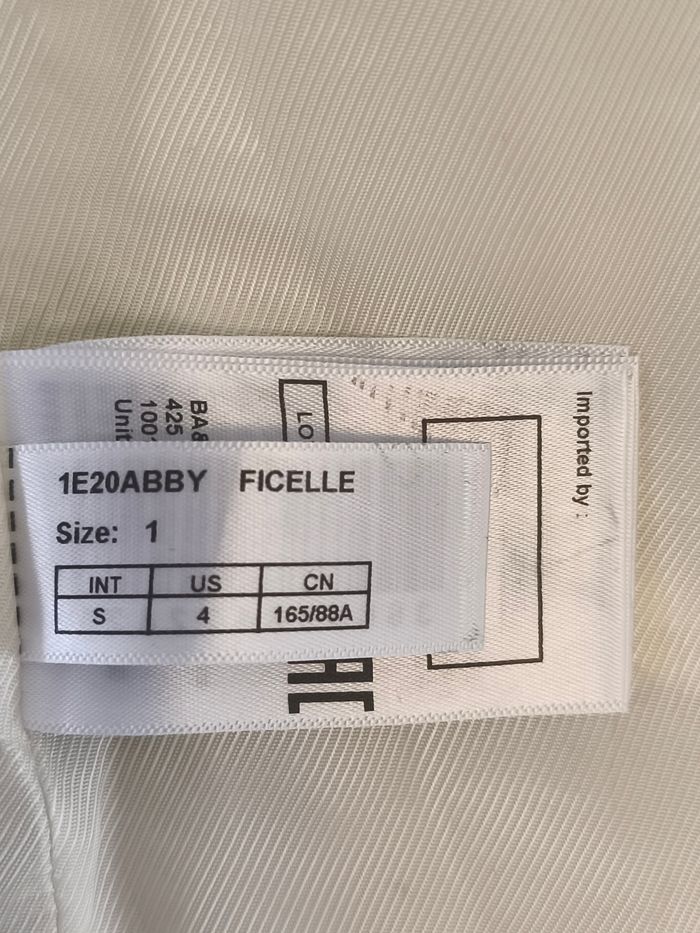 1E20ABBY FICELLE
Size: 1
INT US CN
S 4 165/88A
Imported by :
LO
BA&
425
100
Unit